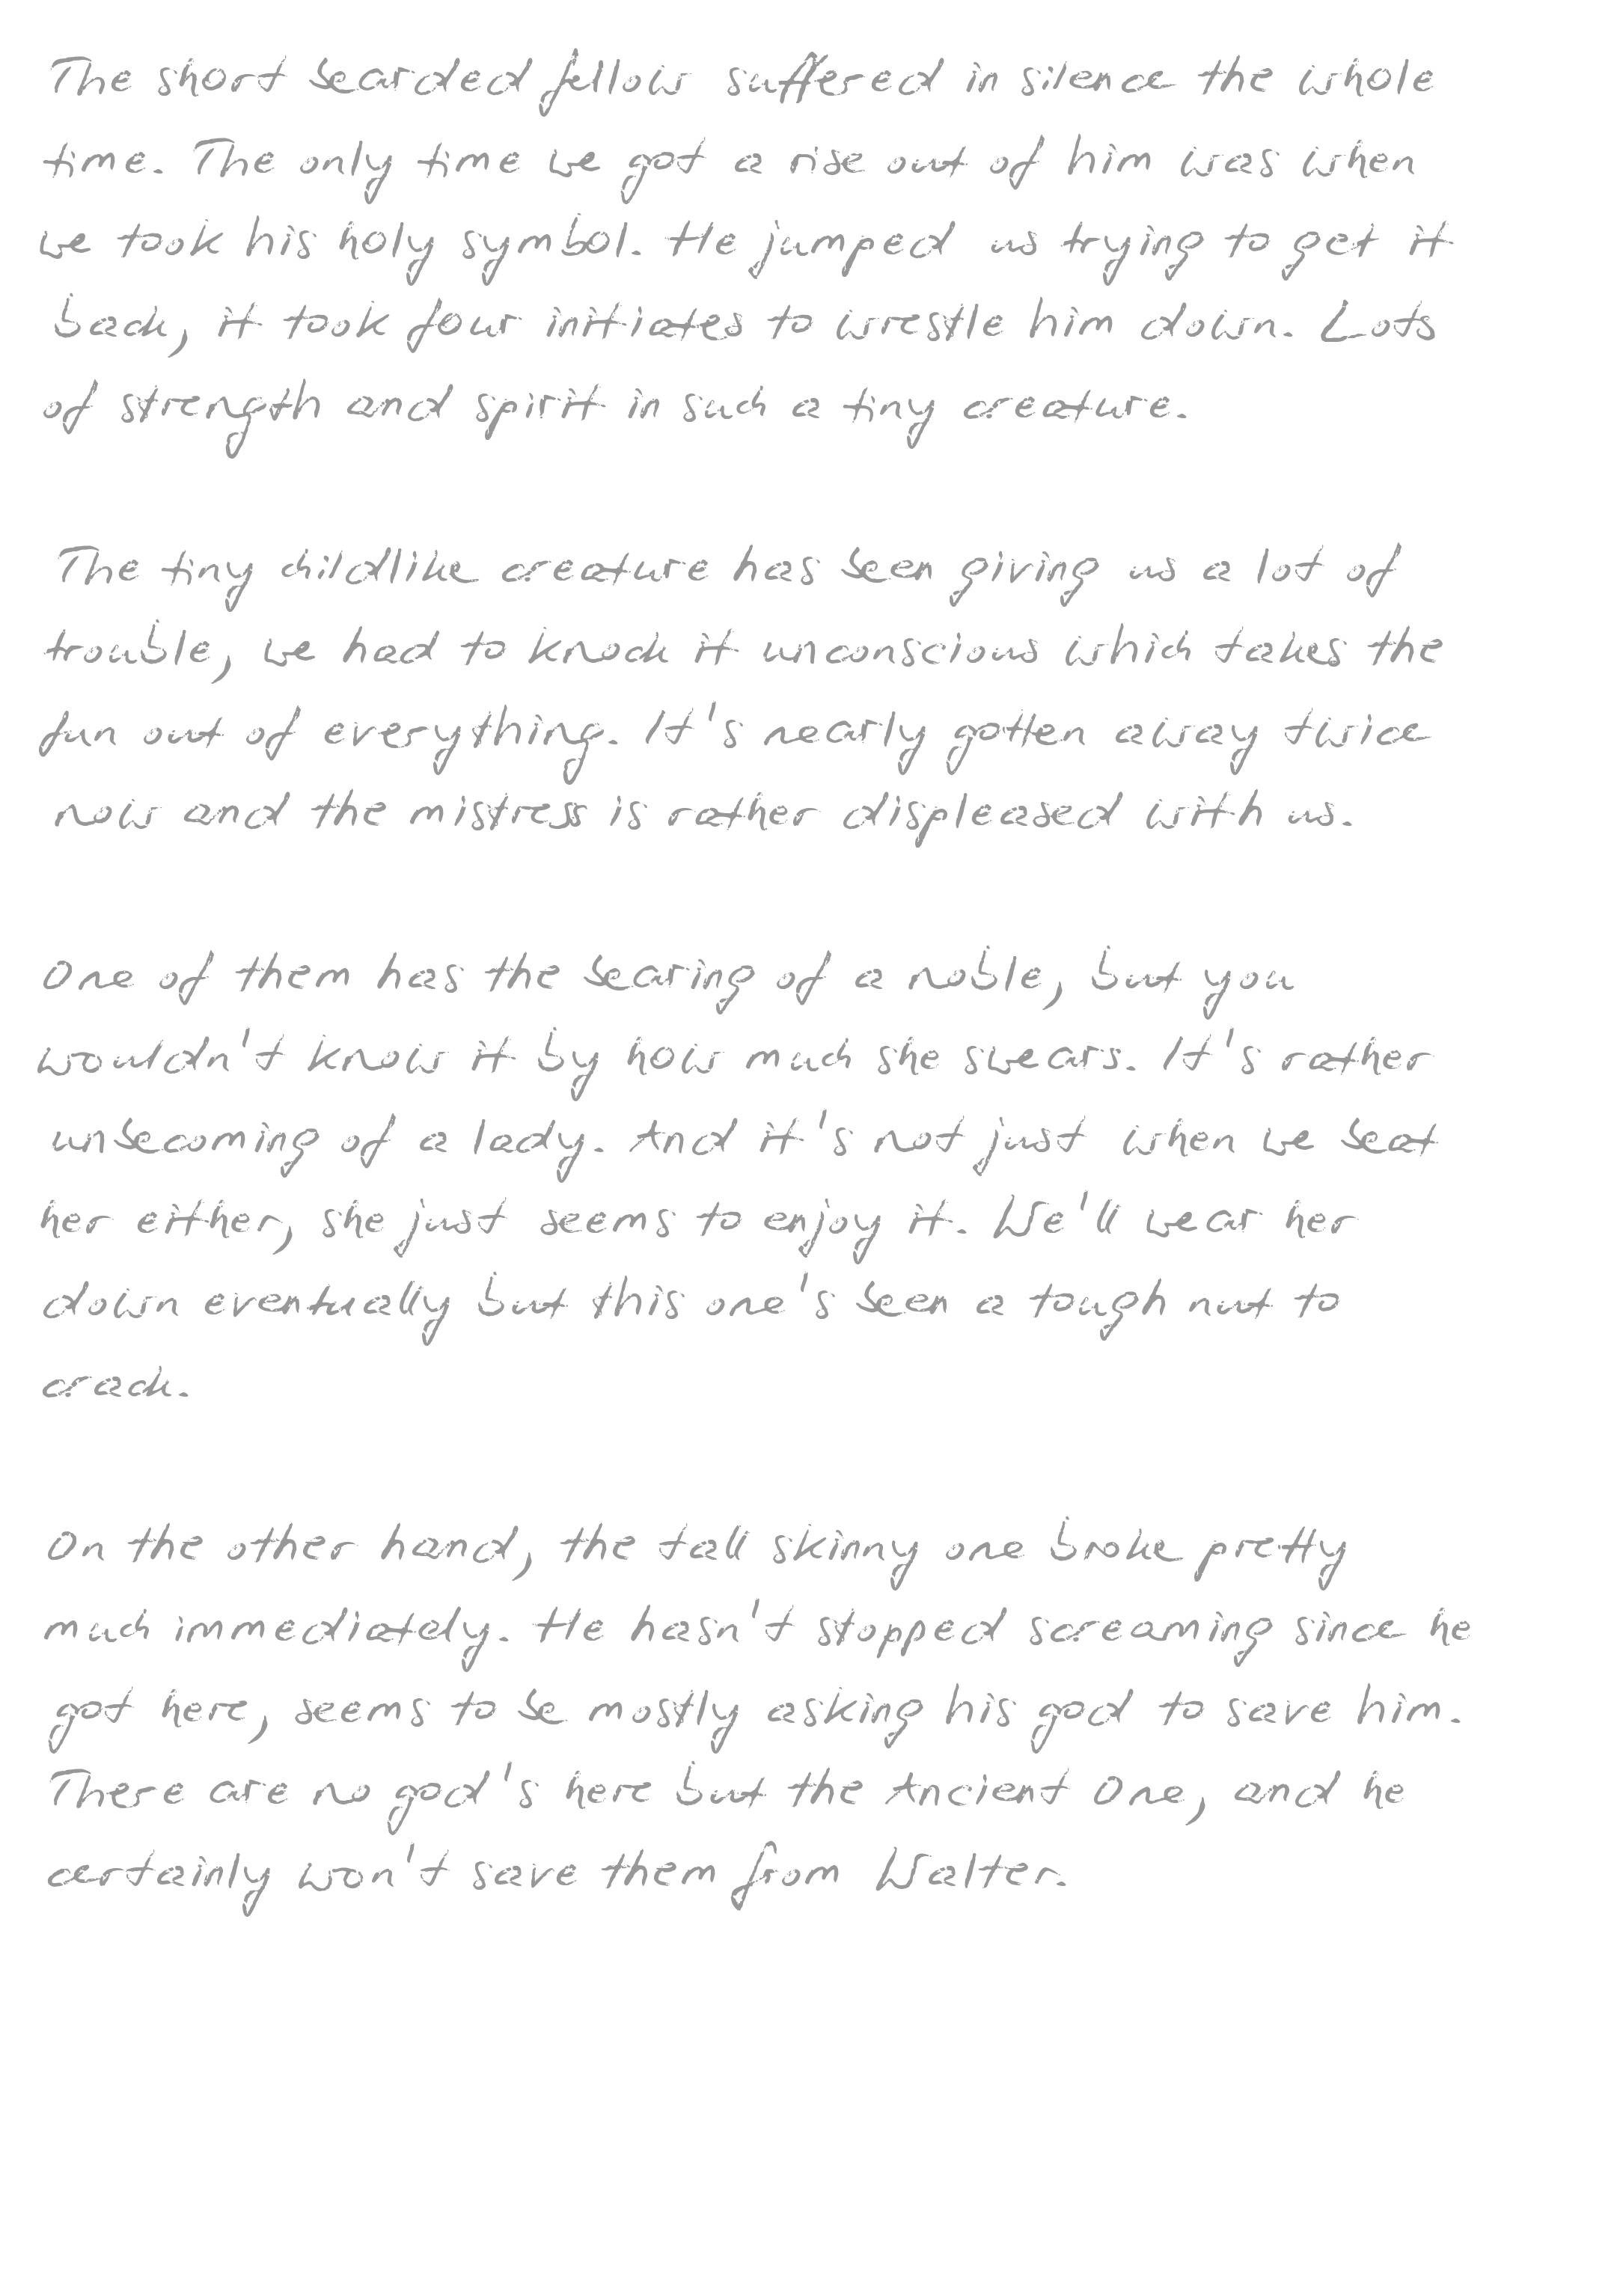 The short bearded fellow suffered in silence the whole
time. The only time we got a rise out of him was when
we took his holy symbol. He jumped us trying to get it
back, it took four initiates to wrestle him down. Lots
of strength and spirit in such a tiny creature.
The tiny childlike creature has been giving us a lot of
trouble, we had to knock it unconscious which takes the
fun out of everything. It's nearly gotten away twice
now and the mistress is rather displeased with us.
One of them has the bearing of a noble, but you
wouldn't know it by how much she swears. It's rather
unbecoming of a lady. And it's not just when we beat
her either, she just seems to enjoy it. We'll wear her
down eventually but this one's been a tough nut to
crack.
On the other hand, the tall skinny one broke pretty
much immediately. He hasn't stopped screaming since he
got here, seems to be mostly asking his god to save him.
There are no god's here but the Ancient One, and he
certainly won't save them from Walter.